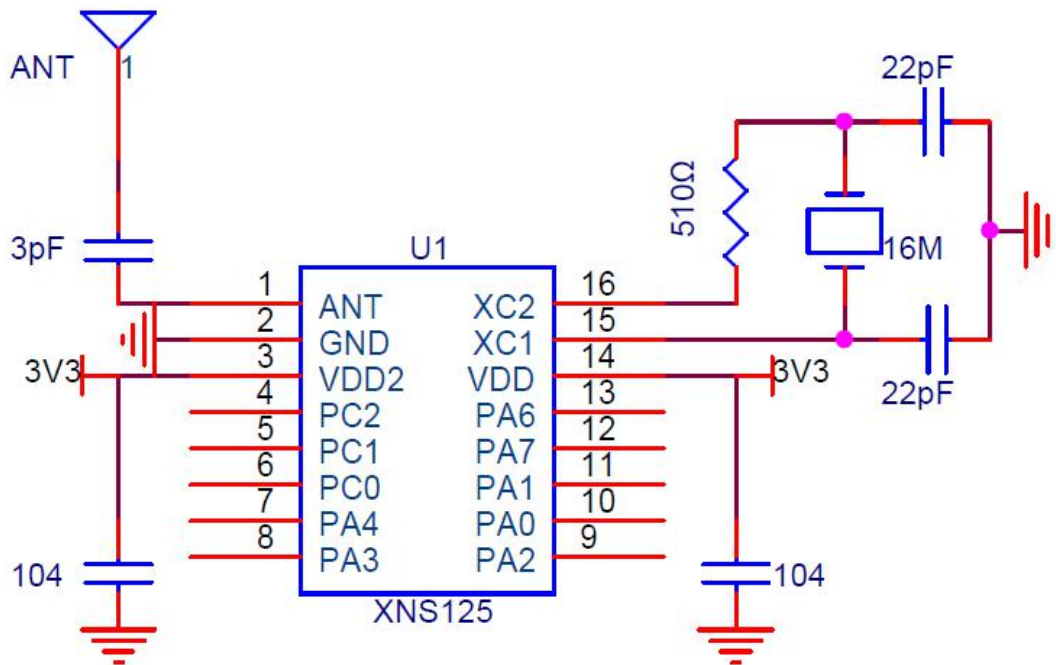 ANT 1
22pF
510Ω
3pF
16M
U1
1 ANT XC2 16
2 GND XC1 15
3V3 3 VDD2 VDD 14 3V3
22pF
4 PC2 PA6 13
5 PC1 PA7 12
6 PC0 PA1 11
7 PA4 PA0 10
8 PA3 PA2 9
104 104
XNS125